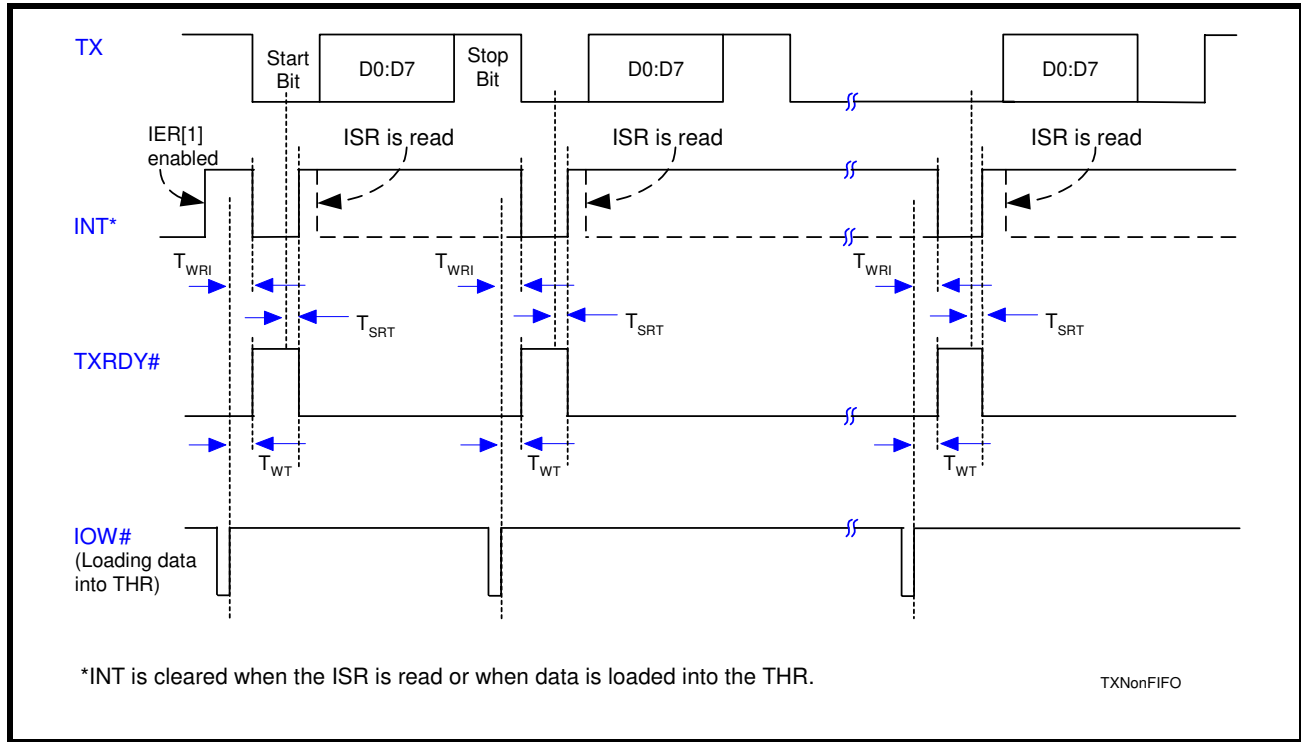 TX
Start
Bit
D0:D7
Stop
Bit
D0:D7
D0:D7
IER[1]
enabled
ISR is read
ISR is read
ISR is read
INT*
TWRI
TWRI
TWRI
TSRT
TSRT
TSRT
TXRDY#
TWT
TWT
TWT
IOW#
(Loading data
into THR)
*INT is cleared when the ISR is read or when data is loaded into the THR.
TXNonFIFO